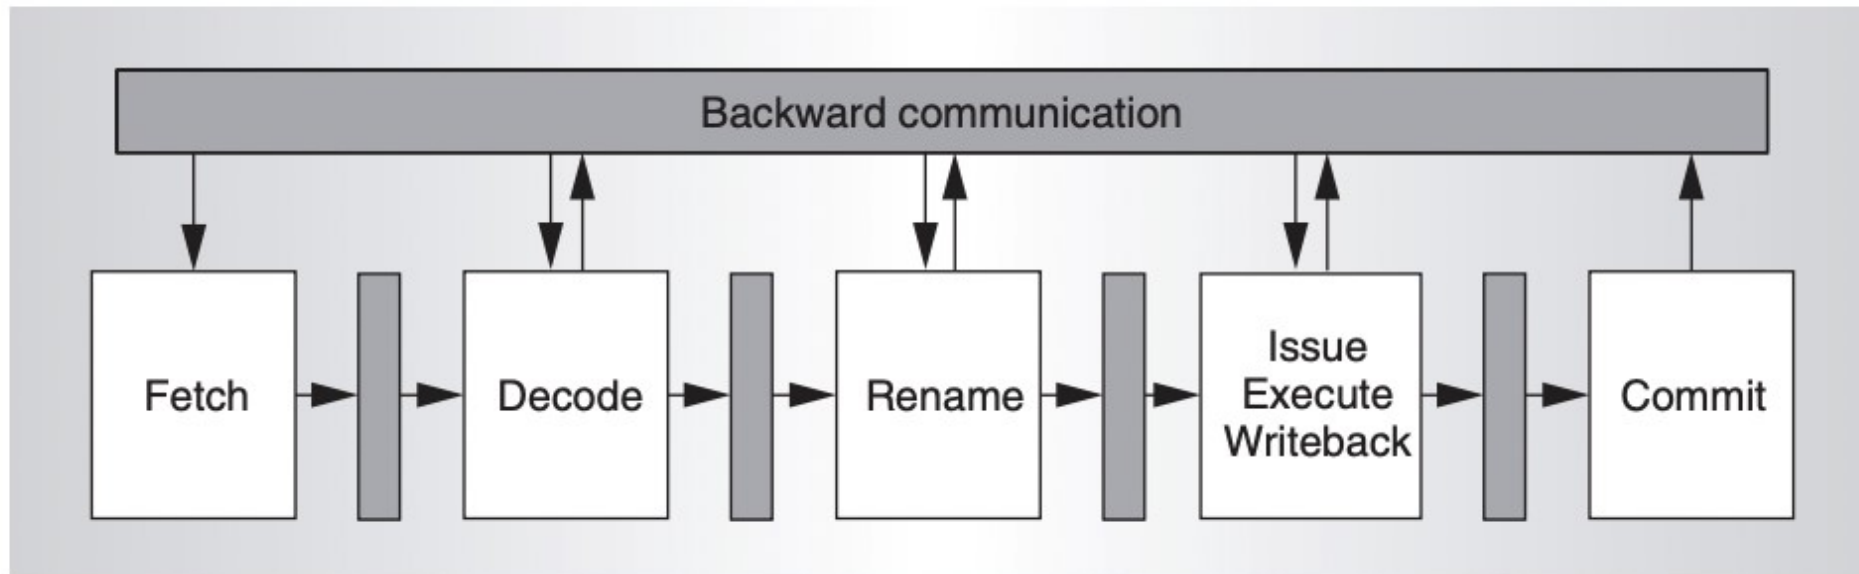 Backward communication
Fetch
Decode
Rename
Issue
Execute
Writeback
Commit